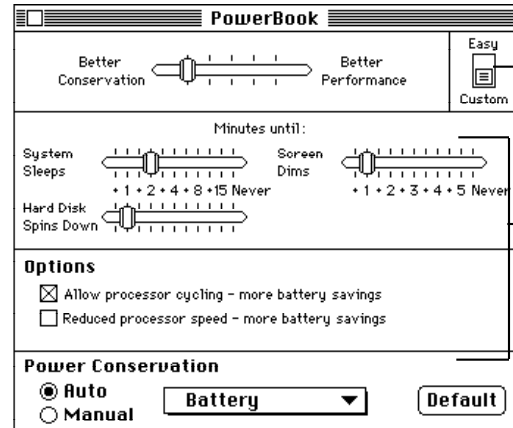 PowerBook
Better Conservation
Better Performance
Easy
Custom
Minutes until:
System Sleeps
Screen Dims
+ 1 + 2 + 4 + 8 +15 Never
+ 1 + 2 + 3 + 4 + 5 Never
Hard Disk Spins Down
Options
Allow processor cycling - more battery savings
Reduced processor speed - more battery savings
Power Conservation
Auto
Manual
Battery
Default